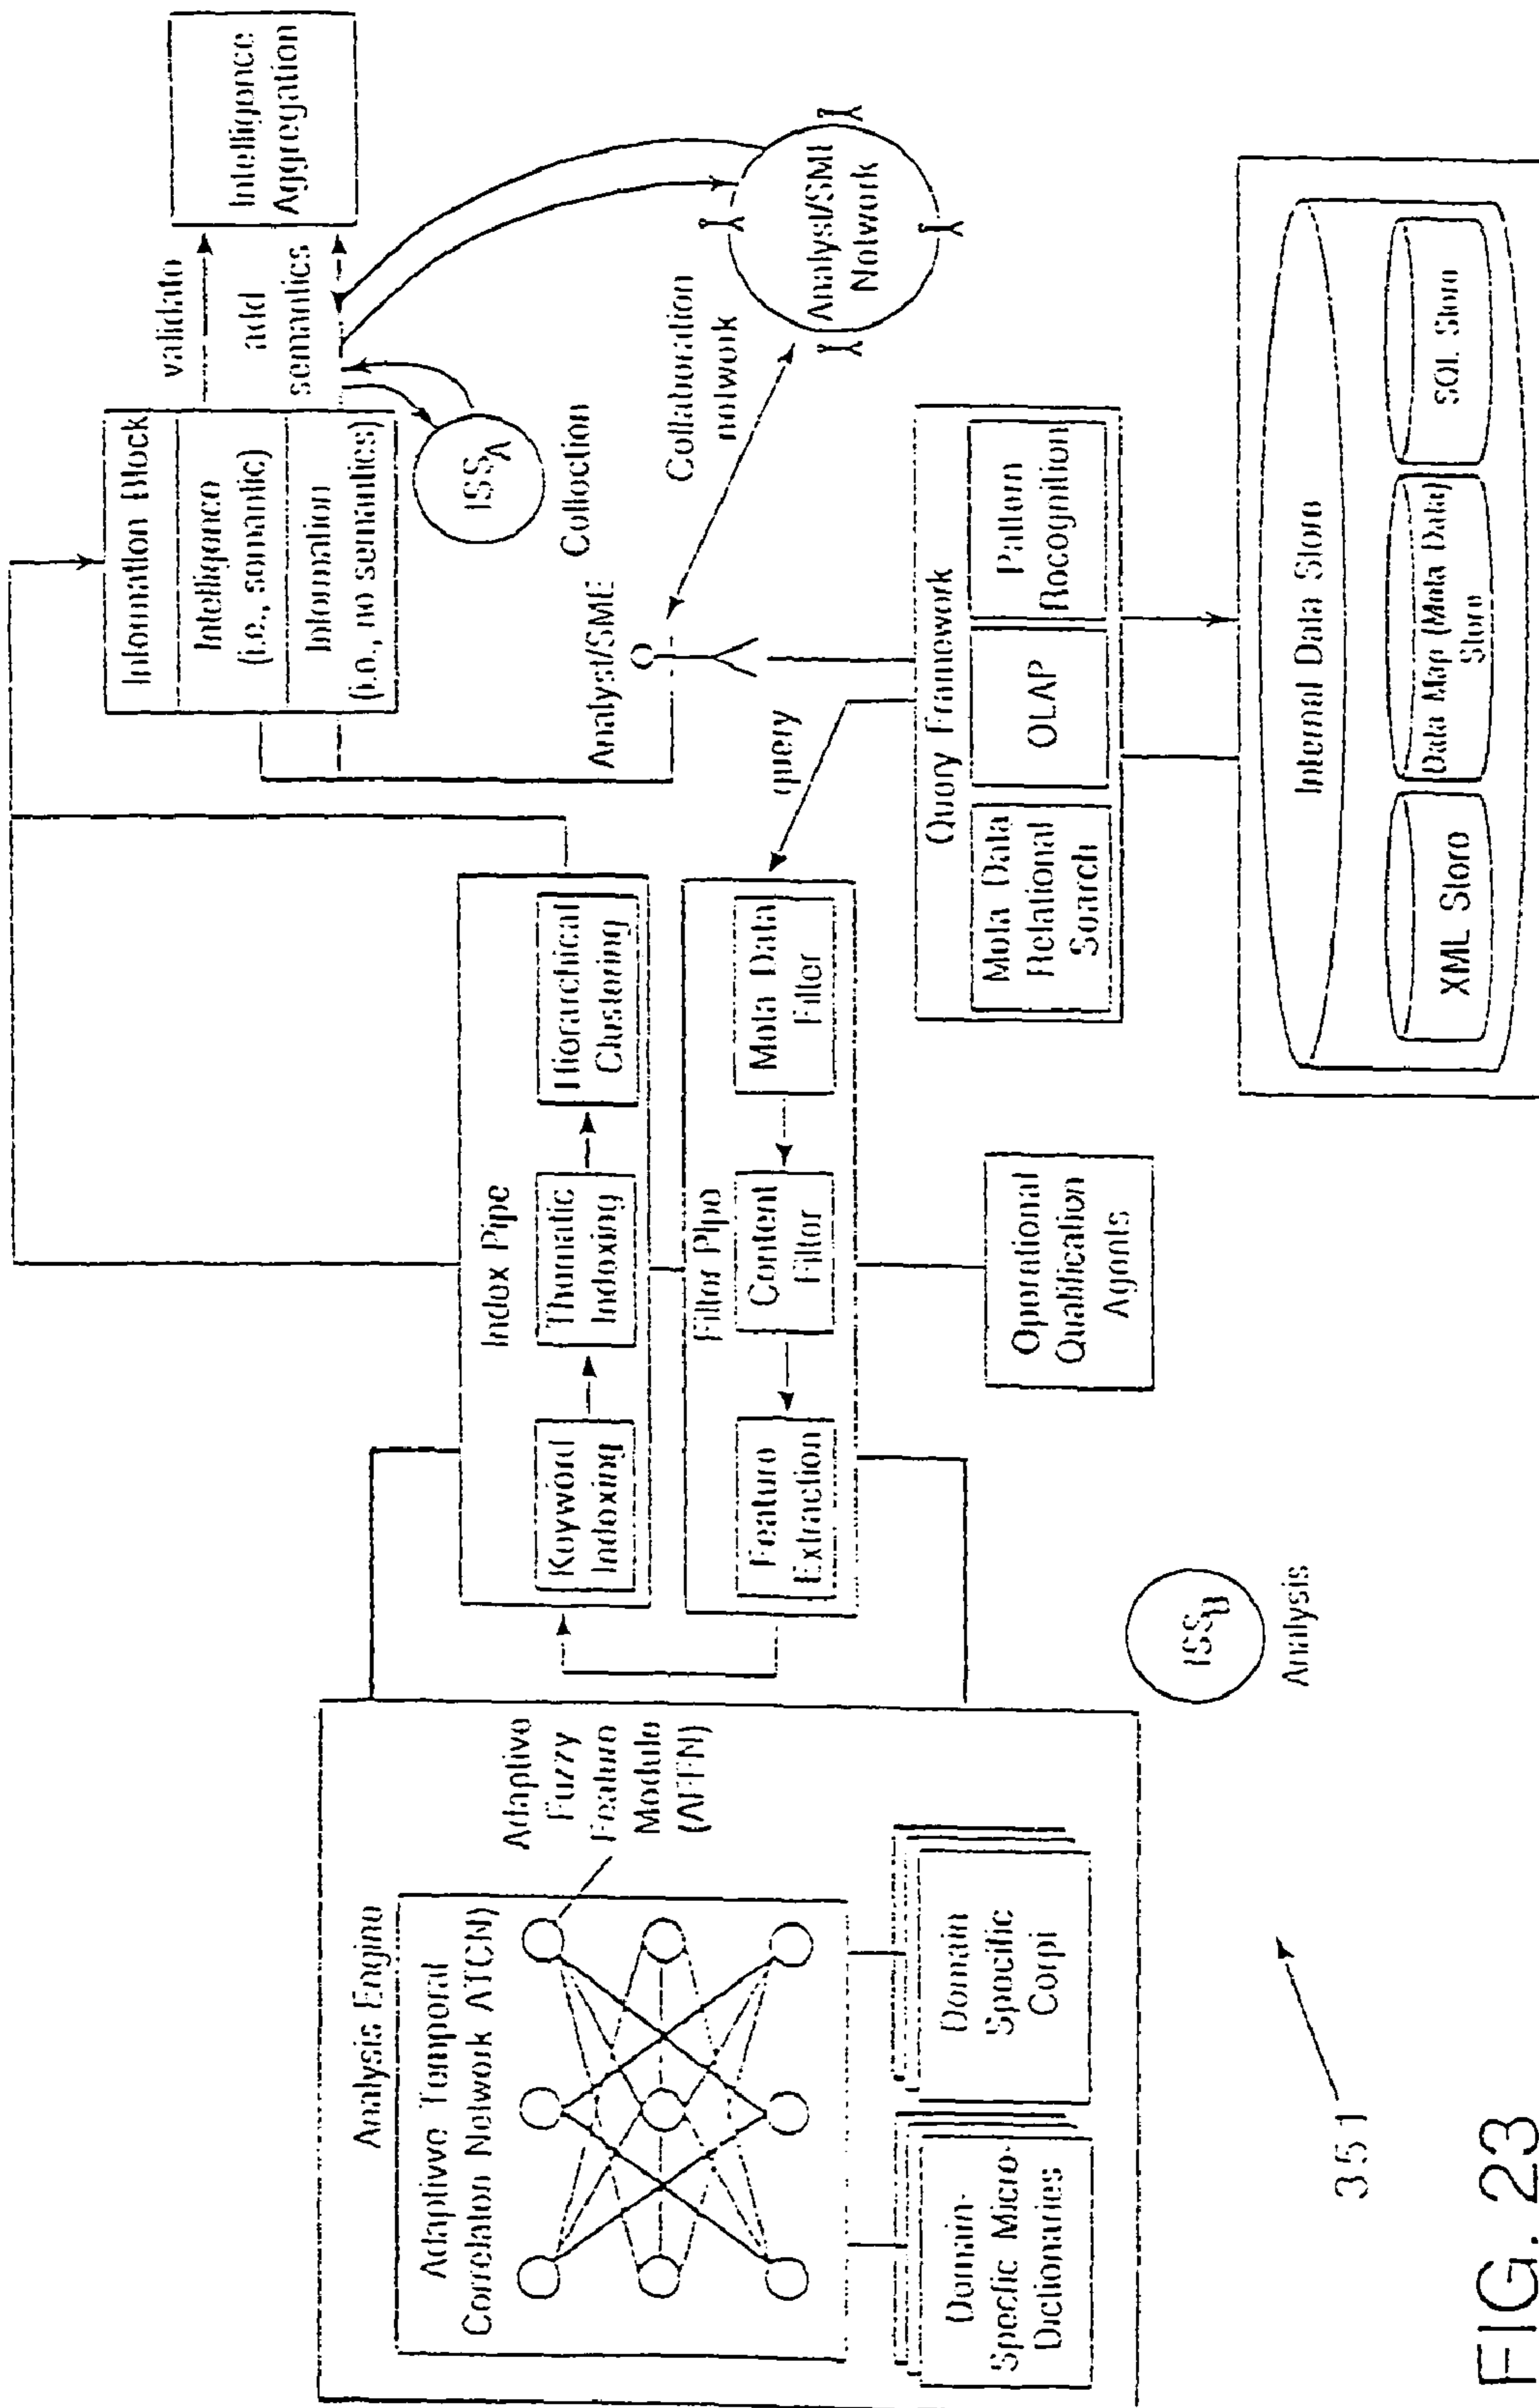 Analysis Engine
Adaptivve Temporal
Correlaton Network ATCN)
Adaptive
Fuzzy
Feature
Module
(AFFN)
Domain-
Specific Micro-
Dictionaries
Domain
Specific
Corpi
Index Pipe
Keyword
Indexing
Thematic
Indexing
Hierarchical
Clustering
Filter Pipe
Feature
Extraction
Content
Filter
Meta Data
Filter
Operational
Qualification
Agents
ISSB
Analysis
Information Block
Intelligence
(i.e., semantic)
Information
(i.e., no semantics)
validate
add
semantics
Intelligence
Aggregation
ISSA
Collection
Analyst/SME
Collaboration
network
Analyst/SME
Network
query
Query Framework
Meta Data
Relational
Search
OLAP
Pattern
Recognition
Internal Data Store
XML Store
Data Map (Meta Data)
Store
SQL Store
351
FIG. 23